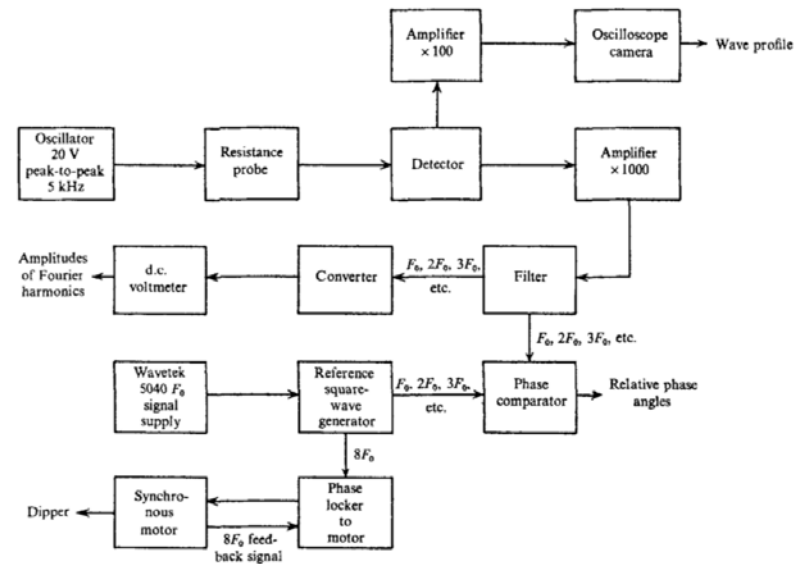 Amplifier
× 100
Oscilloscope
camera
Wave profile
Oscillator
20 V
peak-to-peak
5 kHz
Resistance
probe
Detector
Amplifier
× 1000
Amplitudes
of Fourier
harmonics
d.c.
voltmeter
Converter
F₀, 2F₀, 3F₀,
etc.
Filter
F₀, 2F₀, 3F₀, etc.
Wavetek
5040 F₀
signal
supply
Reference
square-
wave
generator
F₀, 2F₀, 3F₀,
etc.
Phase
comparator
Relative phase
angles
8F₀
Dipper
Synchro-
nous
motor
Phase
locker
to
motor
8F₀ feed-
back signal